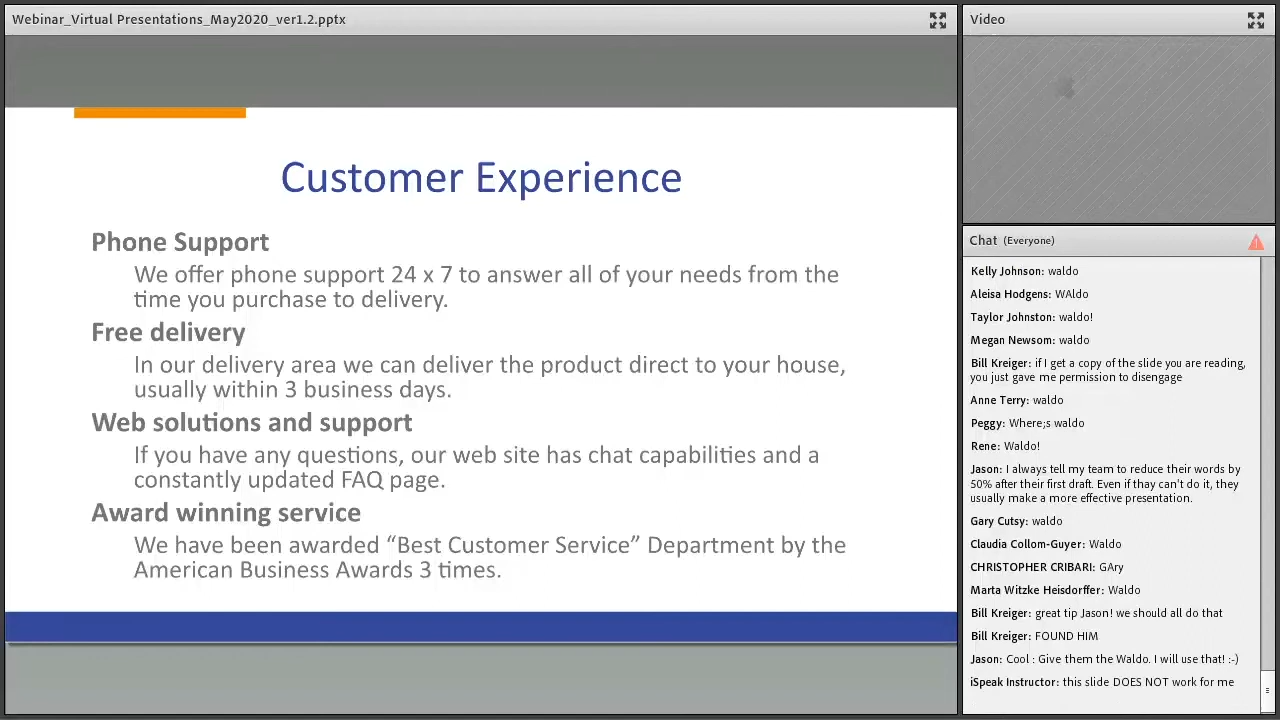 Webinar_Virtual Presentations_May2020_ver1.2.pptx
Customer Experience
Phone Support
We offer phone support 24 x 7 to answer all of your needs from the
time you purchase to delivery.
Free delivery
In our delivery area we can deliver the product direct to your house,
usually within 3 business days.
Web solutions and support
If you have any questions, our web site has chat capabilities and a
constantly updated FAQ page.
Award winning service
We have been awarded “Best Customer Service” Department by the
American Business Awards 3 times.
Video
Chat (Everyone)
Kelly Johnson: waldo
Aleisa Hodgens: WAldo
Taylor Johnston: waldo!
Megan Newsom: waldo
Bill Kreiger: if I get a copy of the slide you are reading,
you just gave me permission to disengage
Anne Terry: waldo
Peggy: Where;s waldo
Rene: Waldo!
Jason: I always tell my team to reduce their words by
50% after their first draft. Even if thay can't do it, they
usually make a more effective presentation.
Gary Cutsy: waldo
Claudia Collom-Guyer: Waldo
CHRISTOPHER CRIBARI: GAry
Marta Witzke Heisdorffer: Waldo
Bill Kreiger: great tip Jason! we should all do that
Bill Kreiger: FOUND HIM
Jason: Cool : Give them the Waldo. I will use that! :-)
iSpeak Instructor: this slide DOES NOT work for me